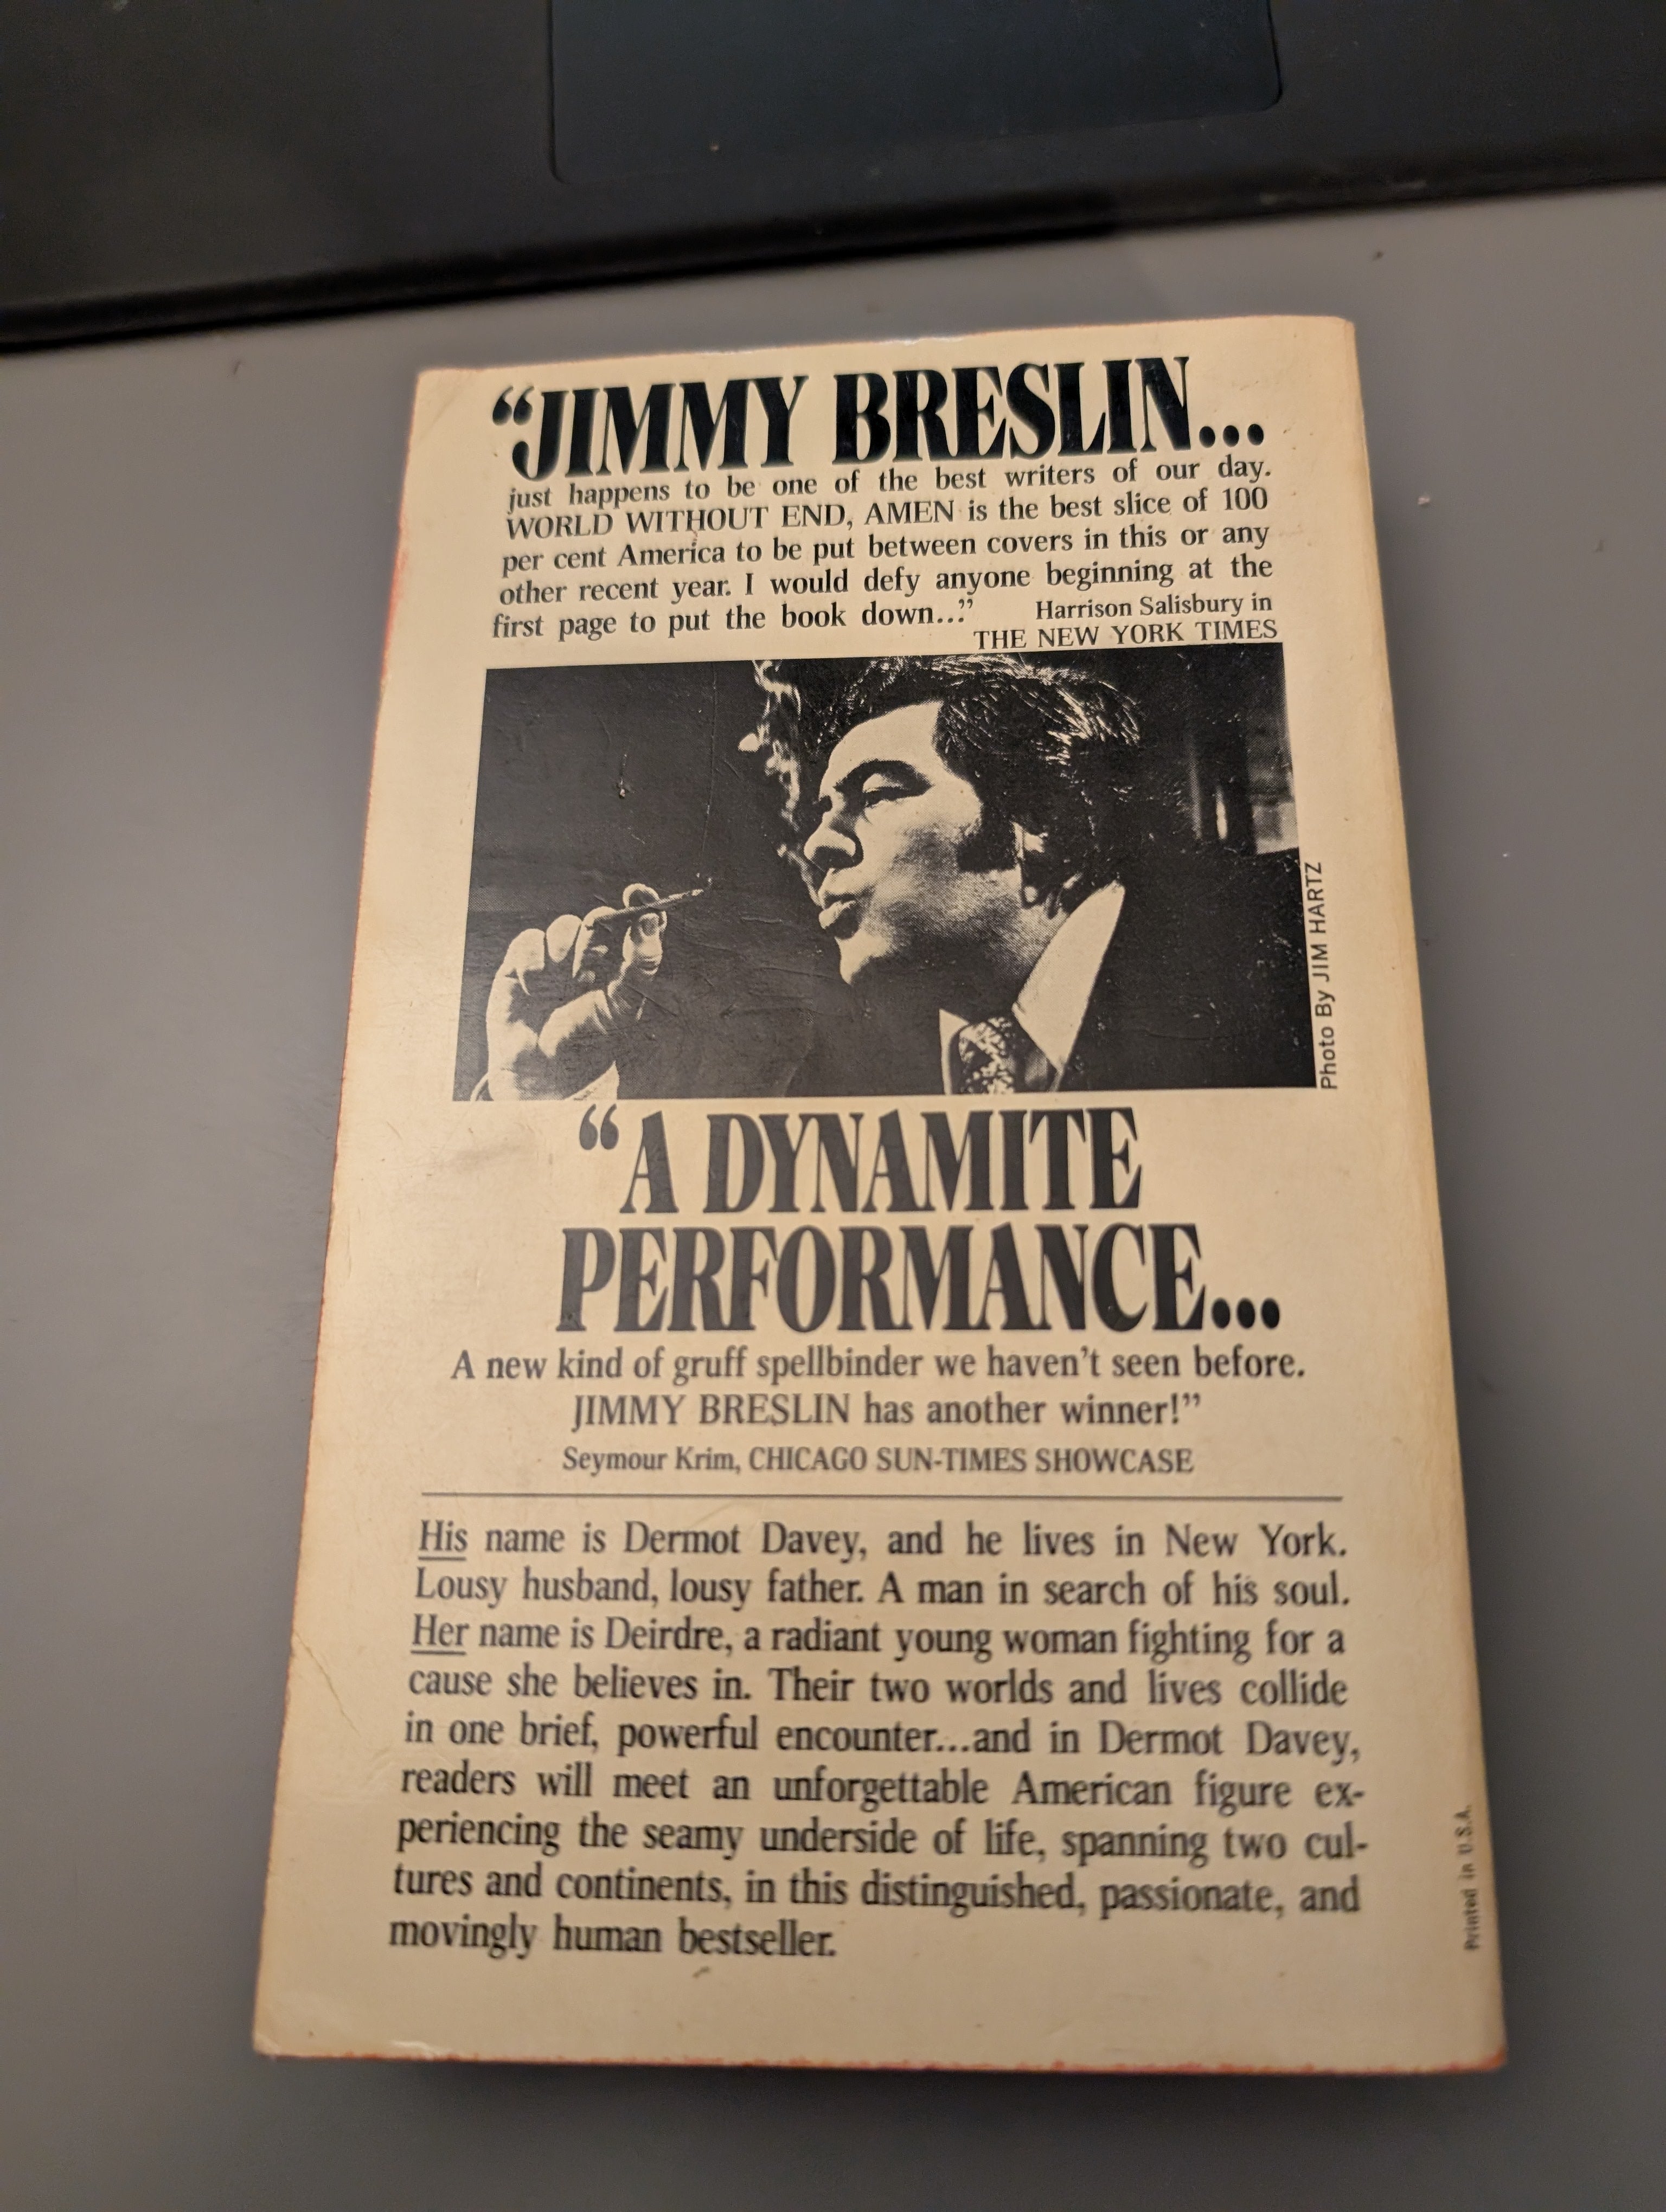 “JIMMY BRESLIN...
just happens to be one of the best writers of our day.
WORLD WITHOUT END, AMEN is the best slice of 100
per cent America to be put between covers in this or any
other recent year. I would defy anyone beginning at the
first page to put the book down...” Harrison Salisbury in
THE NEW YORK TIMES
Photo By JIM HARTZ
“A DYNAMITE
PERFORMANCE...
A new kind of gruff spellbinder we haven’t seen before.
JIMMY BRESLIN has another winner!”
Seymour Krim, CHICAGO SUN-TIMES SHOWCASE
His name is Dermot Davey, and he lives in New York.
Lousy husband, lousy father. A man in search of his soul.
Her name is Deirdre, a radiant young woman fighting for a
cause she believes in. Their two worlds and lives collide
in one brief, powerful encounter...and in Dermot Davey,
readers will meet an unforgettable American figure ex-
periencing the seamy underside of life, spanning two cul-
tures and continents, in this distinguished, passionate, and
movingly human bestseller.
Printed in U.S.A.